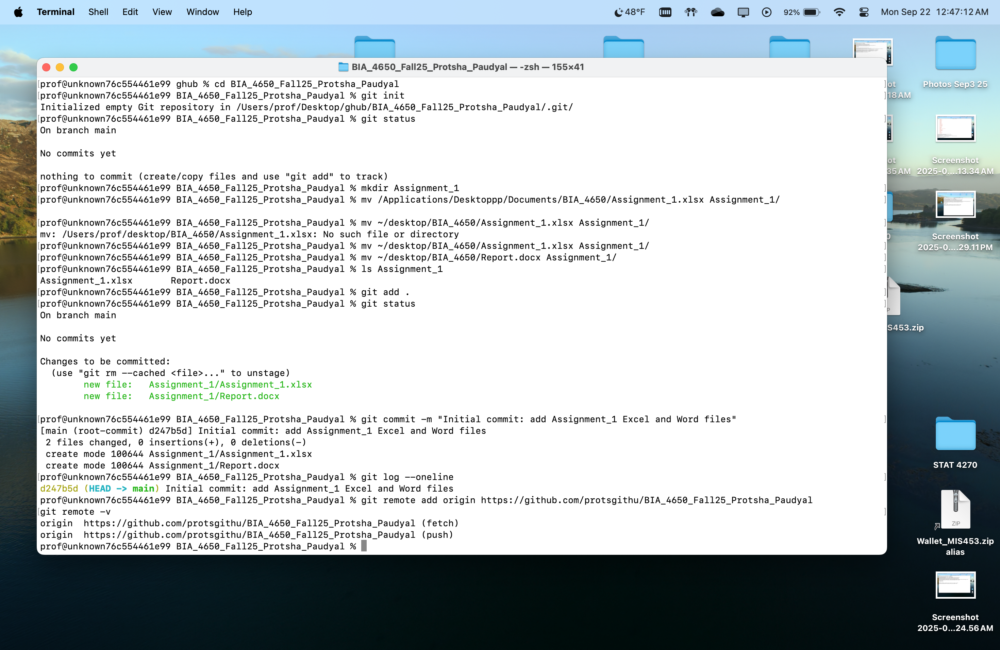 Terminal Shell Edit View Window Help 48°F 92% Mon Sep 22 12:47:12 AM
BIA_4650_Fall25_Protsha_Paudyal — -zsh — 155×41
prof@unknown76c554461e99 ghub % cd BIA_4650_Fall25_Protsha_Paudyal
prof@unknown76c554461e99 BIA_4650_Fall25_Protsha_Paudyal % git init
Initialized empty Git repository in /Users/prof/Desktop/ghub/BIA_4650_Fall25_Protsha_Paudyal/.git/
prof@unknown76c554461e99 BIA_4650_Fall25_Protsha_Paudyal % git status
On branch main
No commits yet
nothing to commit (create/copy files and use "git add" to track)
prof@unknown76c554461e99 BIA_4650_Fall25_Protsha_Paudyal % mkdir Assignment_1
prof@unknown76c554461e99 BIA_4650_Fall25_Protsha_Paudyal % mv /Applications/Desktoppp/Documents/BIA_4650/Assignment_1.xlsx Assignment_1/
prof@unknown76c554461e99 BIA_4650_Fall25_Protsha_Paudyal % mv ~/desktop/BIA_4650/Assignment_1.xlsx Assignment_1/
mv: /Users/prof/desktop/BIA_4650/Assignment_1.xlsx: No such file or directory
prof@unknown76c554461e99 BIA_4650_Fall25_Protsha_Paudyal % mv ~/desktop/BIA_4650/Assignment_1.xlsx Assignment_1/
prof@unknown76c554461e99 BIA_4650_Fall25_Protsha_Paudyal % mv ~/desktop/BIA_4650/Report.docx Assignment_1/
prof@unknown76c554461e99 BIA_4650_Fall25_Protsha_Paudyal % ls Assignment_1
Assignment_1.xlsx Report.docx
prof@unknown76c554461e99 BIA_4650_Fall25_Protsha_Paudyal % git add .
prof@unknown76c554461e99 BIA_4650_Fall25_Protsha_Paudyal % git status
On branch main
No commits yet
Changes to be committed:
(use "git rm --cached <file>..." to unstage)
new file: Assignment_1/Assignment_1.xlsx
new file: Assignment_1/Report.docx
prof@unknown76c554461e99 BIA_4650_Fall25_Protsha_Paudyal % git commit -m "Initial commit: add Assignment_1 Excel and Word files"
[main (root-commit) d247b5d] Initial commit: add Assignment_1 Excel and Word files
2 files changed, 0 insertions(+), 0 deletions(-)
create mode 100644 Assignment_1/Assignment_1.xlsx
create mode 100644 Assignment_1/Report.docx
prof@unknown76c554461e99 BIA_4650_Fall25_Protsha_Paudyal % git log --oneline
d247b5d (HEAD -> main) Initial commit: add Assignment_1 Excel and Word files
prof@unknown76c554461e99 BIA_4650_Fall25_Protsha_Paudyal % git remote add origin https://github.com/protsgithu/BIA_4650_Fall25_Protsha_Paudyal
git remote -v
origin https://github.com/protsgithu/BIA_4650_Fall25_Protsha_Paudyal (fetch)
origin https://github.com/protsgithu/BIA_4650_Fall25_Protsha_Paudyal (push)
prof@unknown76c554461e99 BIA_4650_Fall25_Protsha_Paudyal %
ot
18 AM
Photos Sep3 25
ot
35 AM
Screenshot
2025-0....13.34 AM
Screenshot
2025-0....29.11 PM
S453.zip
STAT 4270
ZIP
Wallet_MIS453.zip
alias
Screenshot
2025-0...24.56 AM